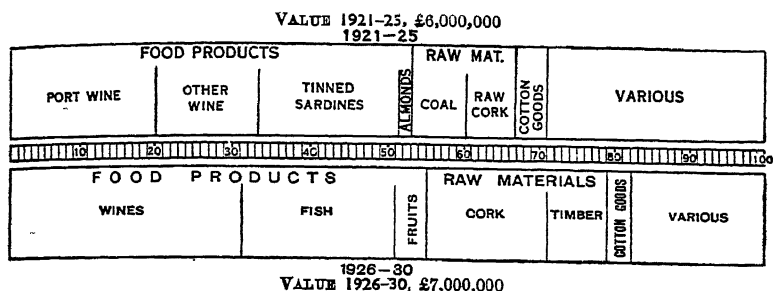 VALUE 1921-25, £6,000,000
1921-25
FOOD PRODUCTS RAW MAT.
PORT WINE
OTHER
WINE
TINNED
SARDINES
ALMONDS
COAL
RAW
CORK
COTTON
GOODS
VARIOUS
10 20 30 40 50 60 70 80 90 100
FOOD PRODUCTS RAW MATERIALS
WINES
FISH
FRUITS
CORK
TIMBER
COTTON GOODS
VARIOUS
1926-30
VALUE 1926-30, £7,000,000